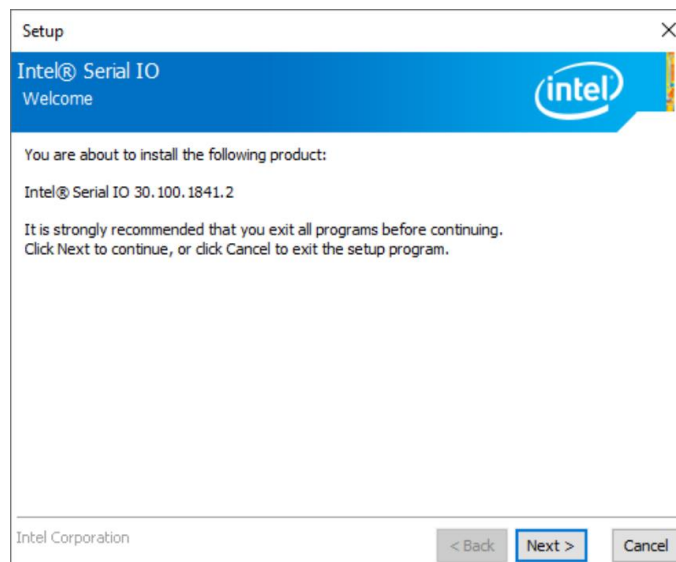 Setup
Intel® Serial IO
Welcome
intel
You are about to install the following product:
Intel® Serial IO 30.100.1841.2
It is strongly recommended that you exit all programs before continuing.
Click Next to continue, or click Cancel to exit the setup program.
Intel Corporation
< Back Next > Cancel